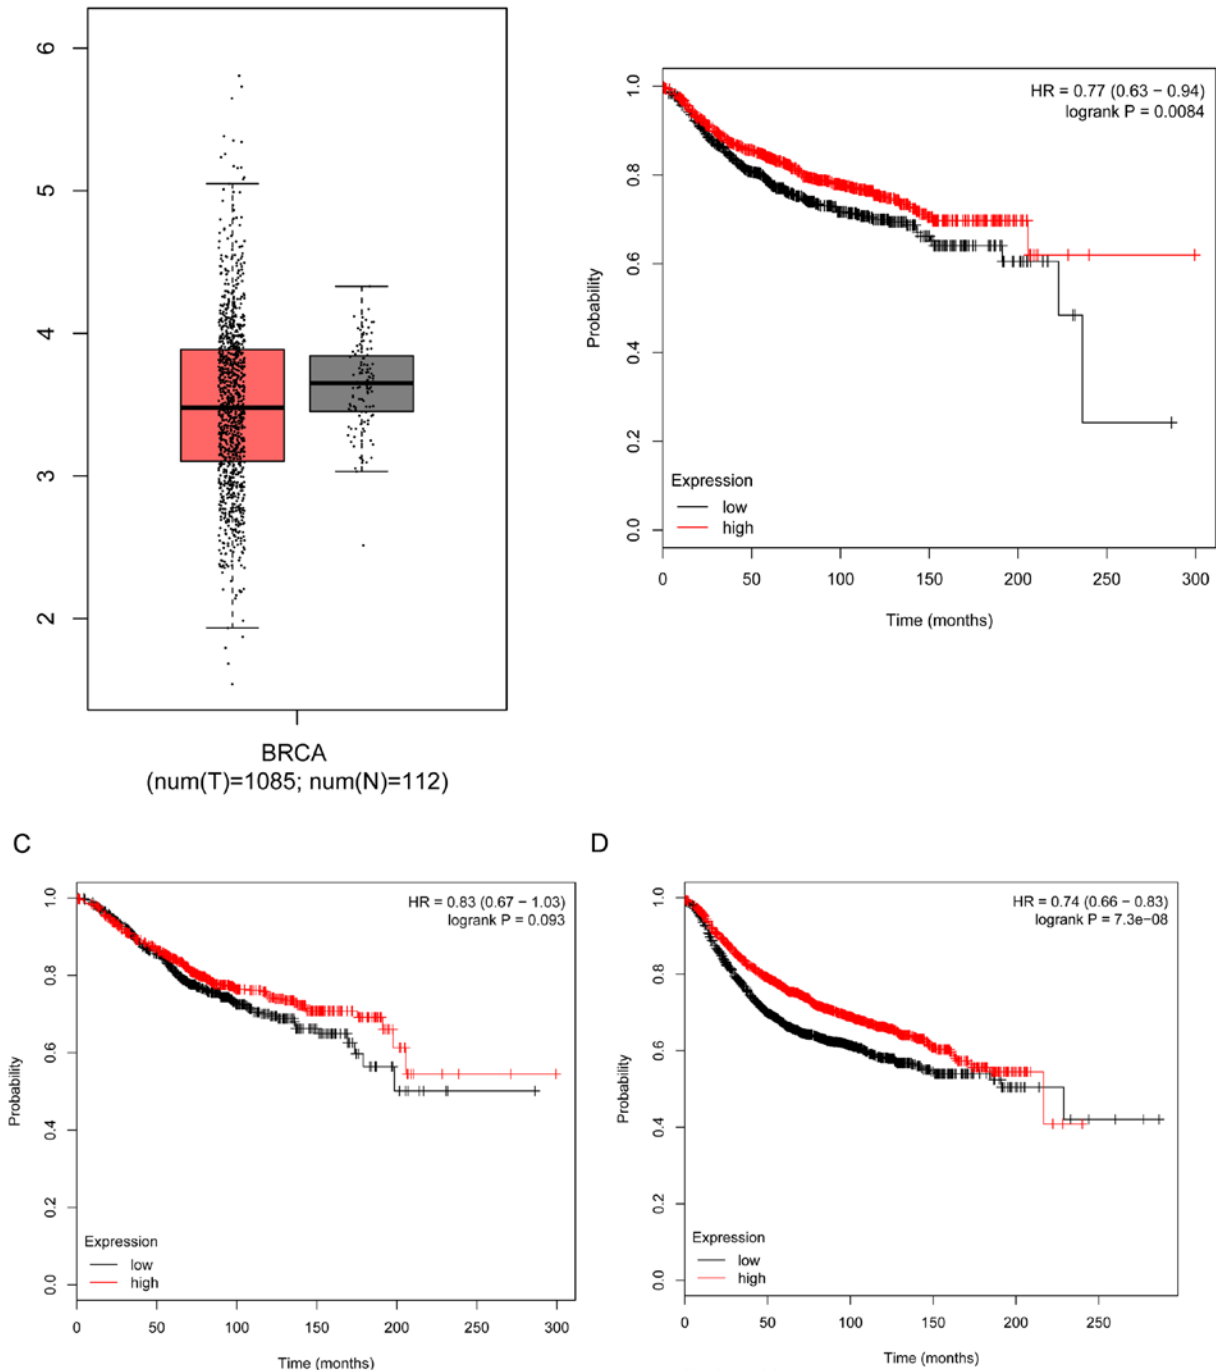 6
5
4
3
2
BRCA
(num(T)=1085; num(N)=112)
HR = 0.77 (0.63 − 0.94)
logrank P = 0.0084
1.0
0.8
0.6
0.4
0.2
0.0
Probability
Expression
low
high
0 50 100 150 200 250 300
Time (months)
C
HR = 0.83 (0.67 − 1.03)
logrank P = 0.093
1.0
0.8
0.6
0.4
0.2
0.0
Probability
Expression
low
high
0 50 100 150 200 250 300
Time (months)
D
HR = 0.74 (0.66 − 0.83)
logrank P = 7.3e−08
1.0
0.8
0.6
0.4
0.2
0.0
Probability
Expression
low
high
0 50 100 150 200 250
Time (months)